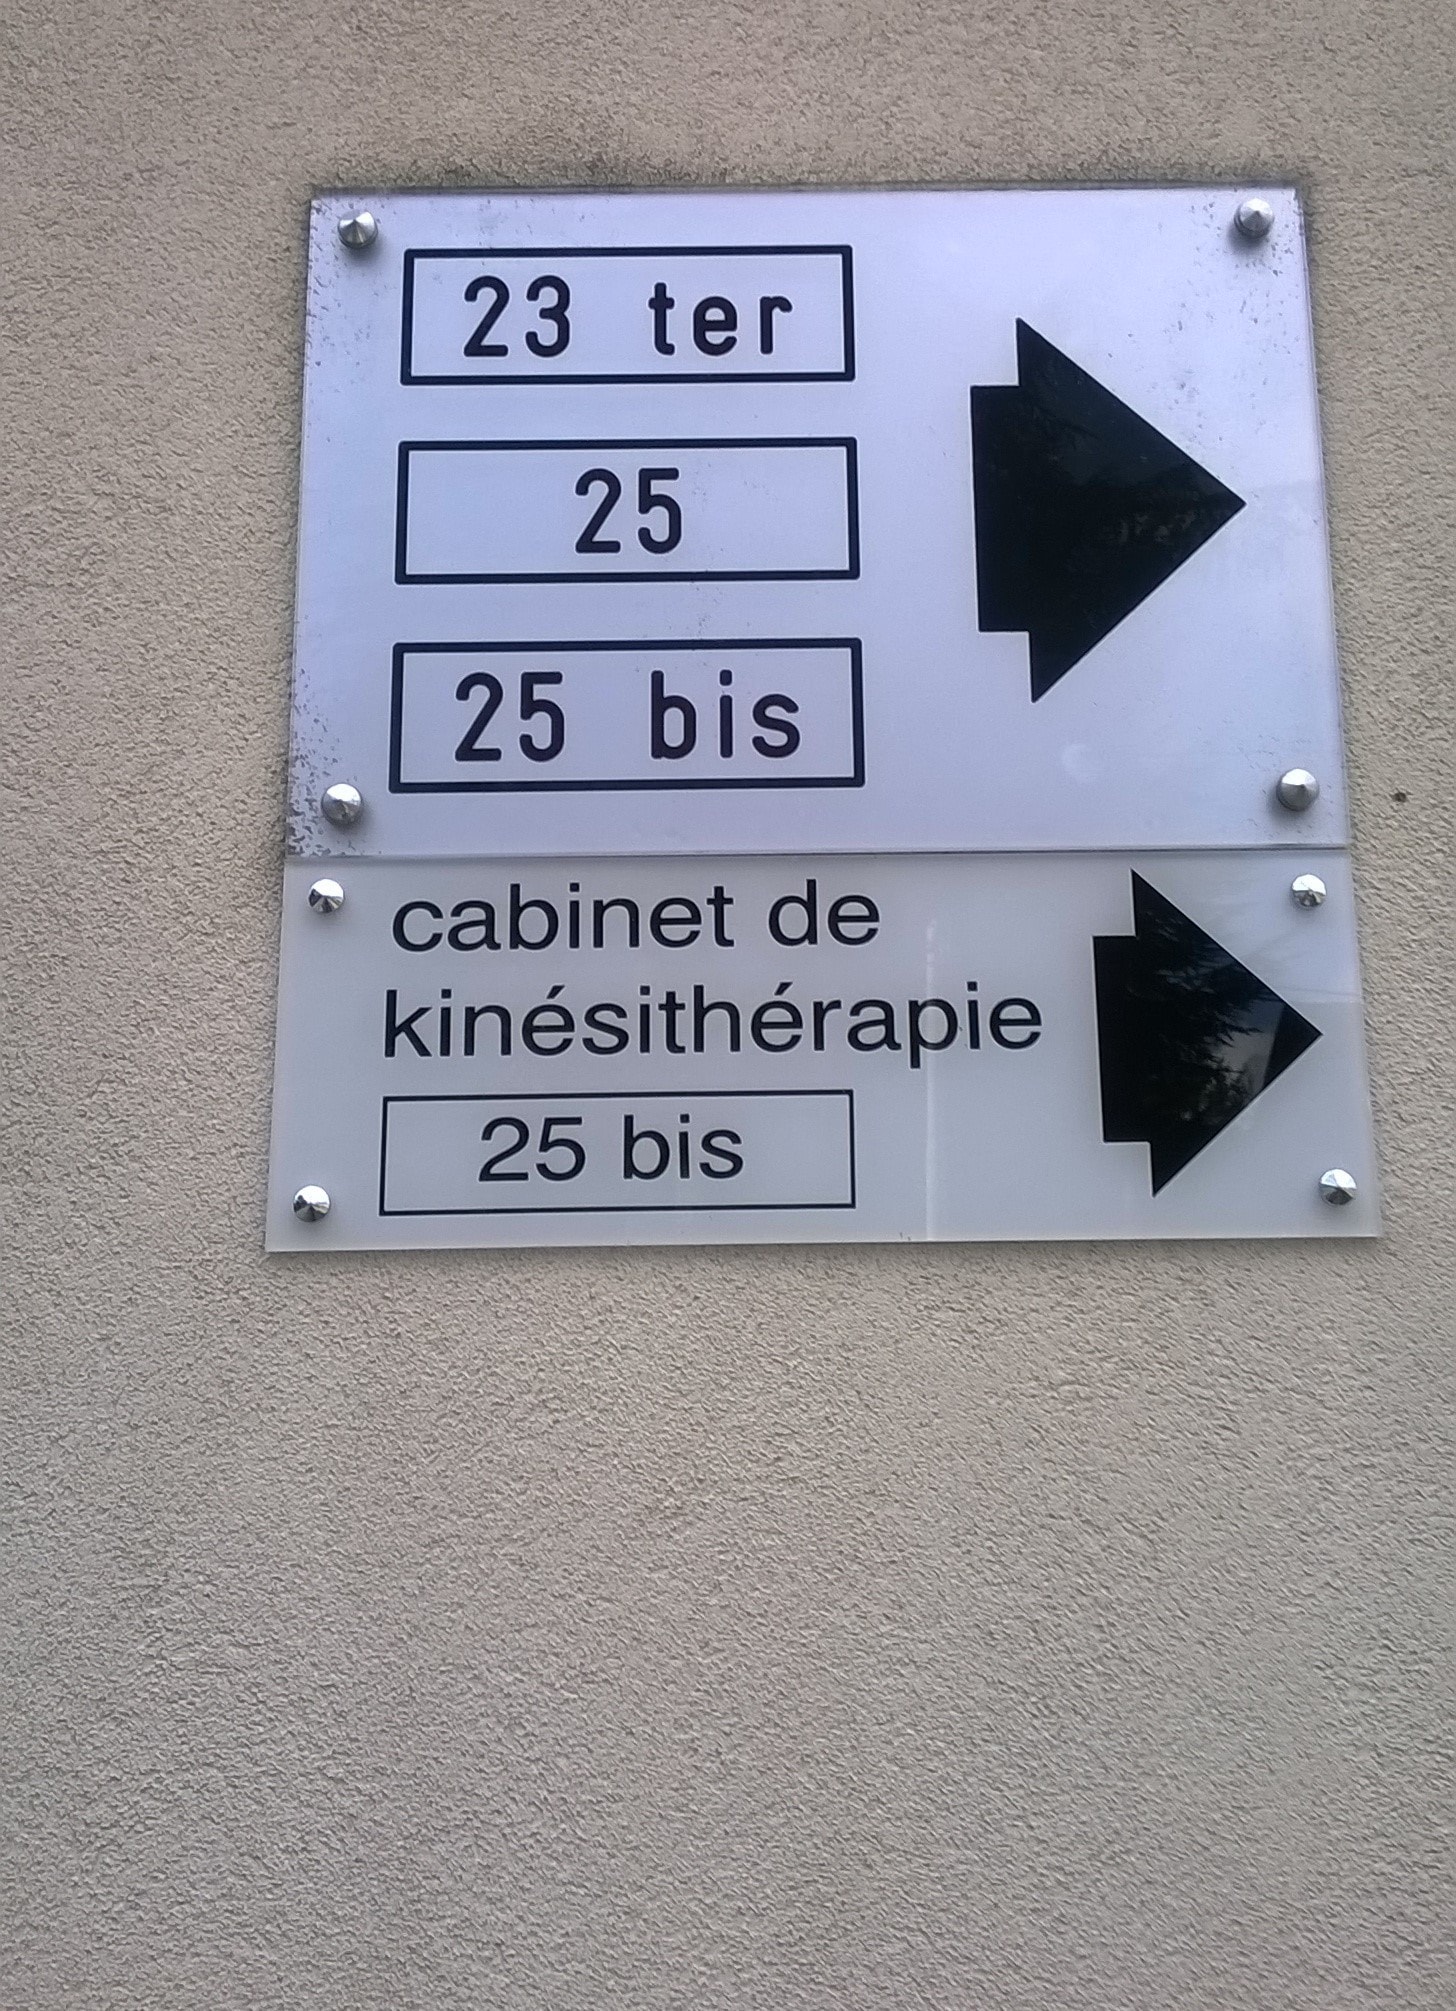 23 ter
25
25 bis
cabinet de
kinésithérapie
25 bis